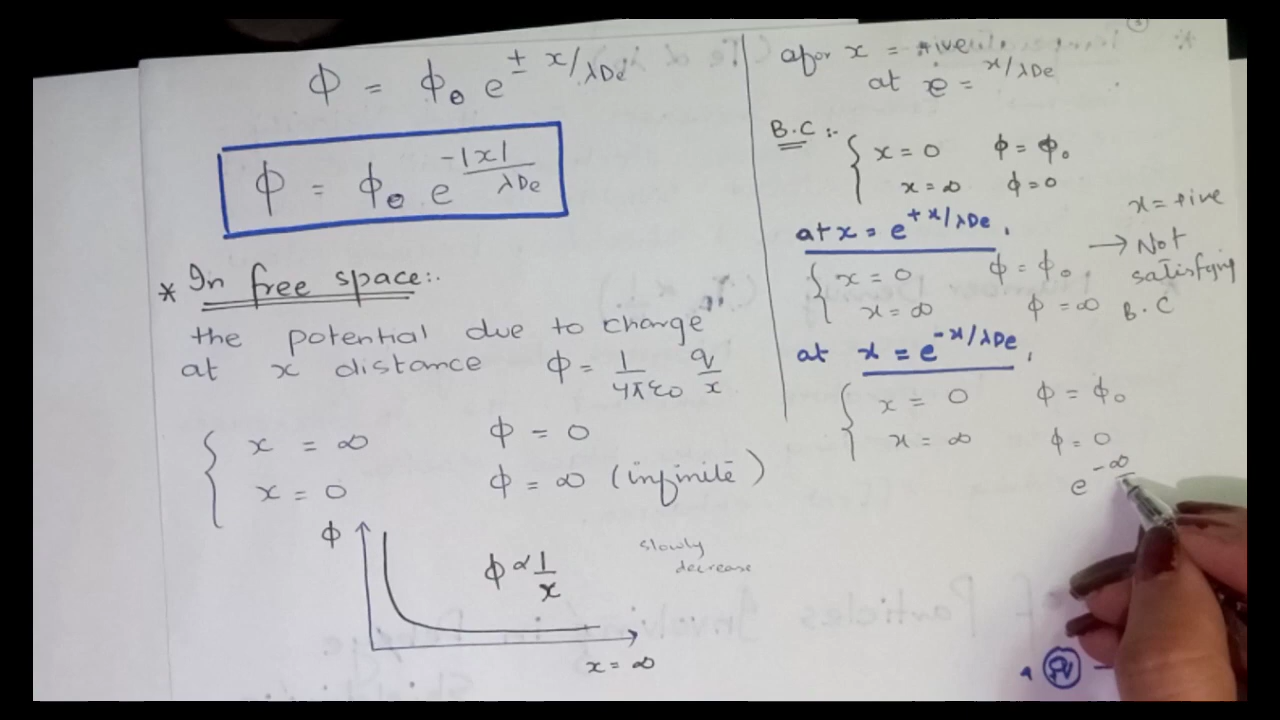 ϕ = ϕ₀ e^(± x/λDe)
ϕ = ϕ₀ e^(-|x|/λDe)
* In free space:-
the potential due to charge
at x distance ϕ = 1/4πε0 q/x
x = ∞ ϕ = 0
x = 0 ϕ = ∞ (infinite)
ϕ
ϕ ∝ 1/x
slowly
decrease
x = ∞
for x = +ive
at e = x/λDe
B.C :-
x = 0 ϕ = ϕ₀
x = ∞ ϕ = 0
at x = e^(+x/λDe),
x = 0 ϕ = ϕ₀
x = ∞ ϕ = ∞
x = +ive
→ Not
satisfying
B.C
at x = e^(-x/λDe),
x = 0 ϕ = ϕ₀
x = ∞ ϕ = 0
e^(-∞)